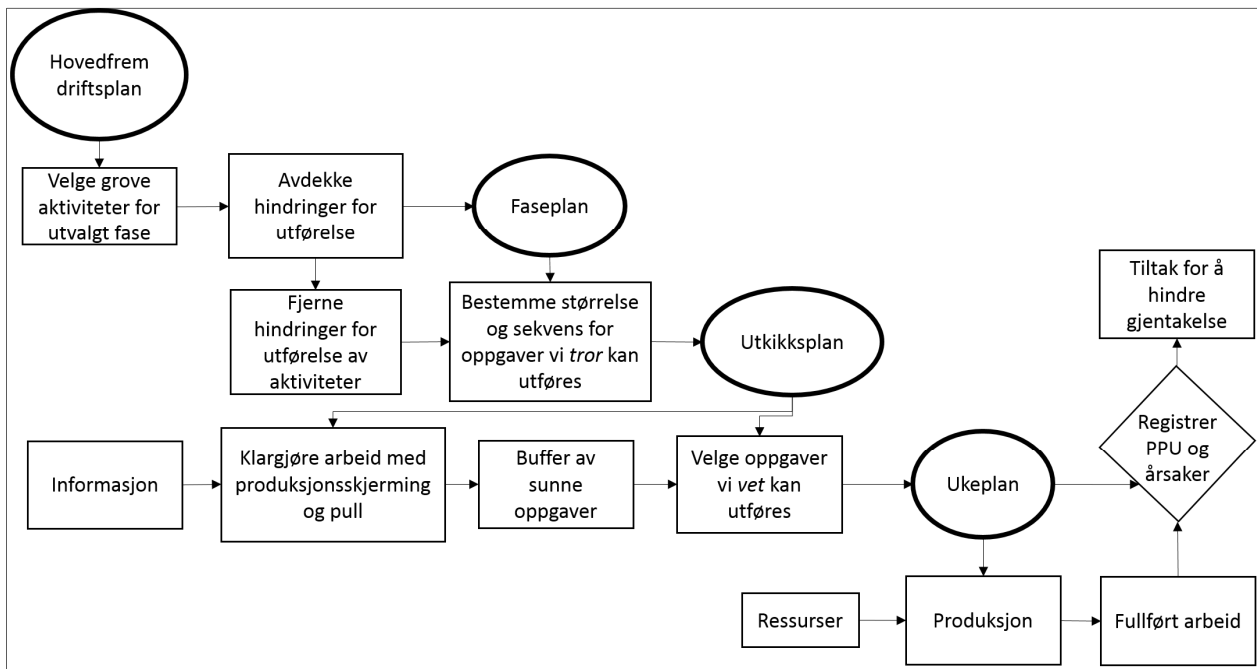 Hovedfrem
driftsplan
Velge grove
aktiviteter for
utvalgt fase
Avdekke
hindringer for
utførelse
Faseplan
Fjerne
hindringer for
utførelse av
aktiviteter
Bestemme størrelse
og sekvens for
oppgaver vi tror kan
utføres
Utkikksplan
Tiltak for å
hindre
gjentakelse
Informasjon
Klargjøre arbeid med
produksjonsskjerming
og pull
Buffer av
sunne
oppgaver
Velge oppgaver
vi vet kan
utføres
Ukeplan
Registrer
PPU og
årsaker
Ressurser
Produksjon
Fullført arbeid